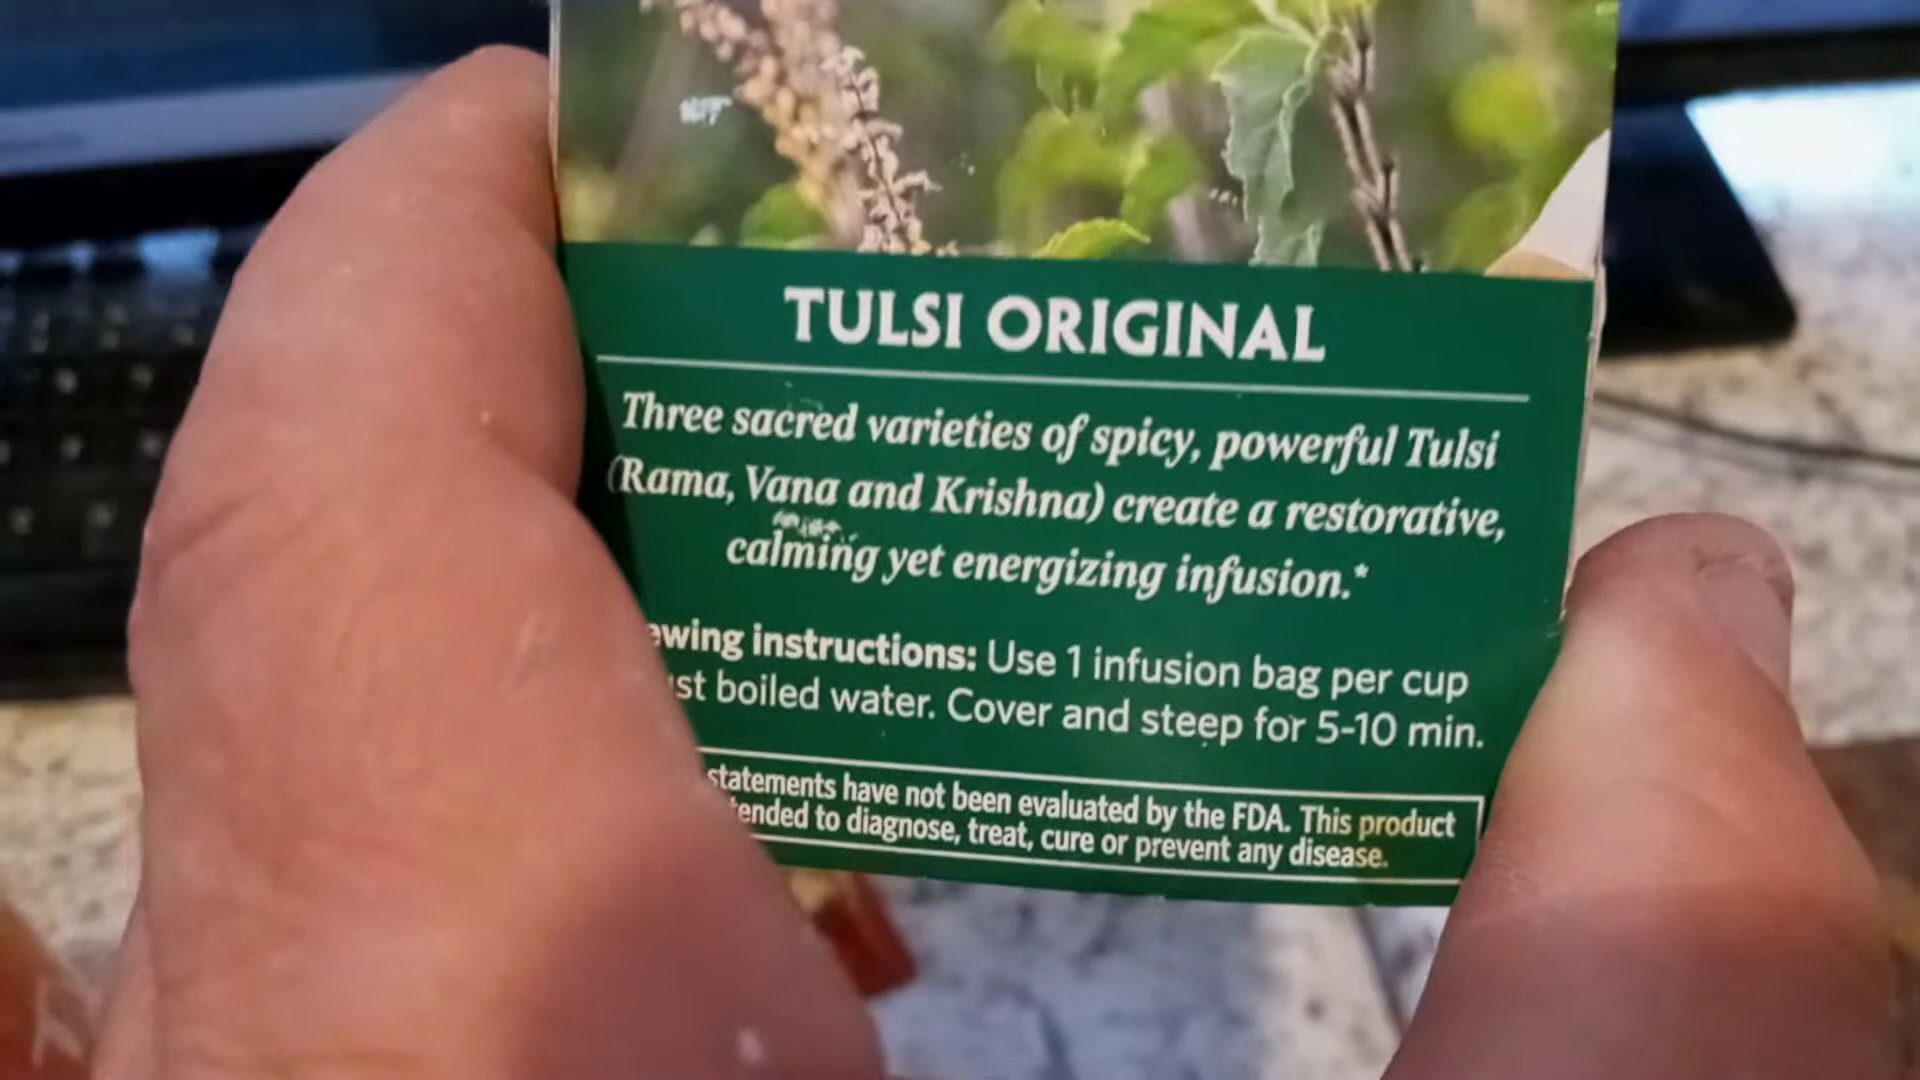 TULSI ORIGINAL
Three sacred varieties of spicy, powerful Tulsi
(Rama, Vana and Krishna) create a restorative,
calming yet energizing infusion.*
ewing instructions: Use 1 infusion bag per cup
st boiled water. Cover and steep for 5-10 min.
statements have not been evaluated by the FDA. This product
tended to diagnose, treat, cure or prevent any disease.